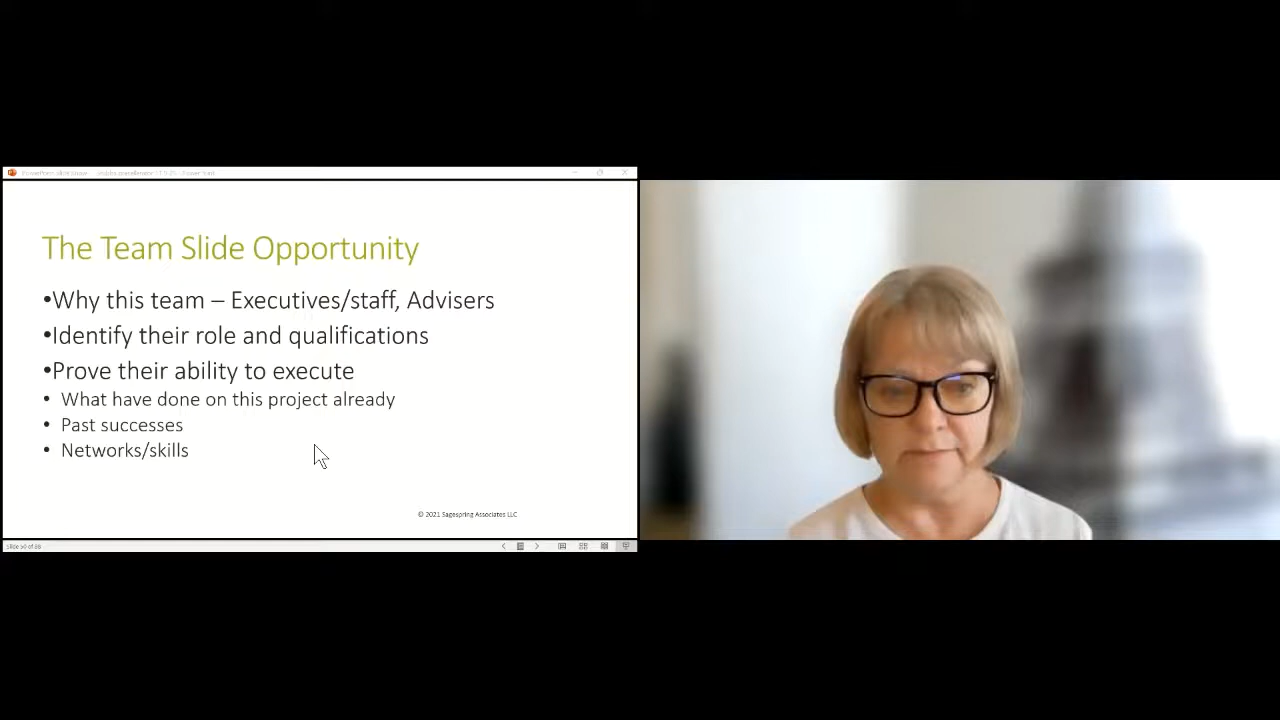 The Team Slide Opportunity
•Why this team – Executives/staff, Advisers
•Identify their role and qualifications
•Prove their ability to execute
• What have done on this project already
• Past successes
• Networks/skills
© 2021 Sagespring Associates LLC